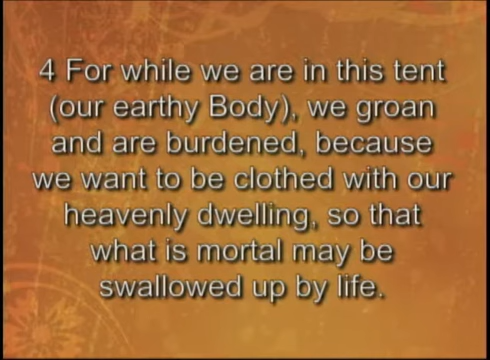 4 For while we are in this tent
(our earthy Body), we groan
and are burdened, because
we want to be clothed with our
heavenly dwelling, so that
what is mortal may be
swallowed up by life.